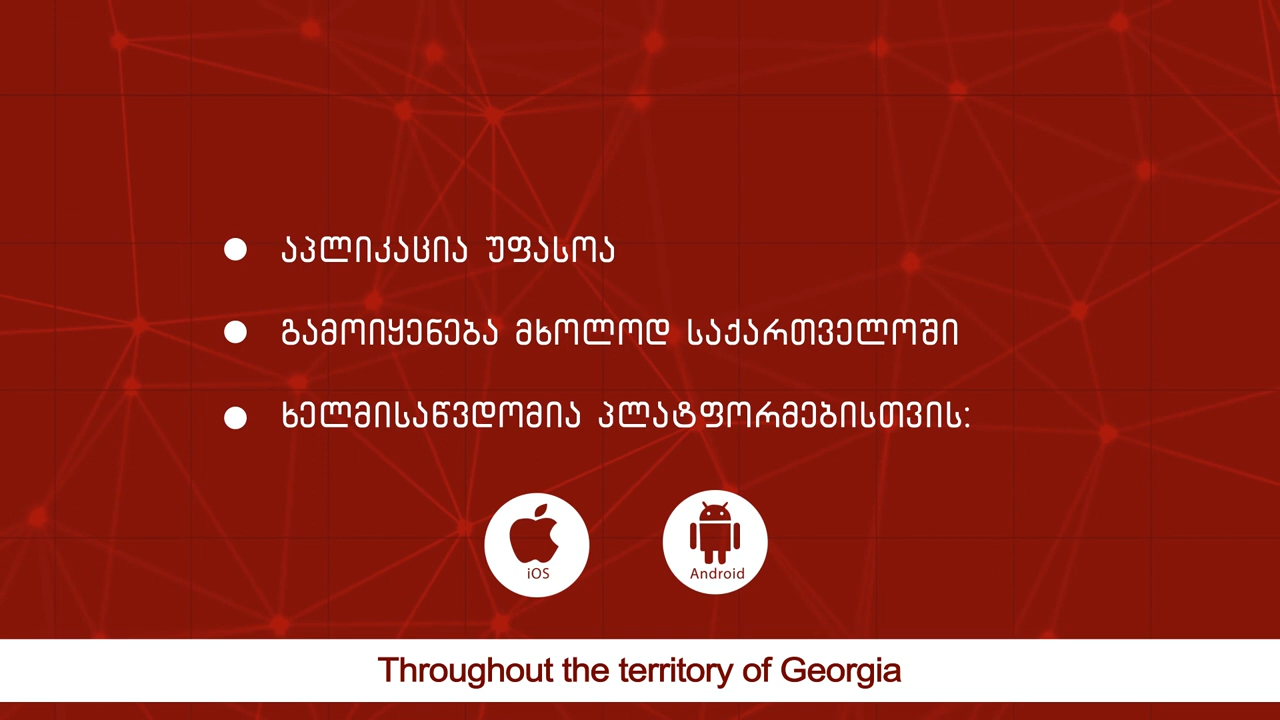 აპლიკაცია უფასოა
გამოიყენება მხოლოდ საქართველოში
ხელმისაწვდომია პლატფორმებისთვის:
iOS
Android
Throughout the territory of Georgia